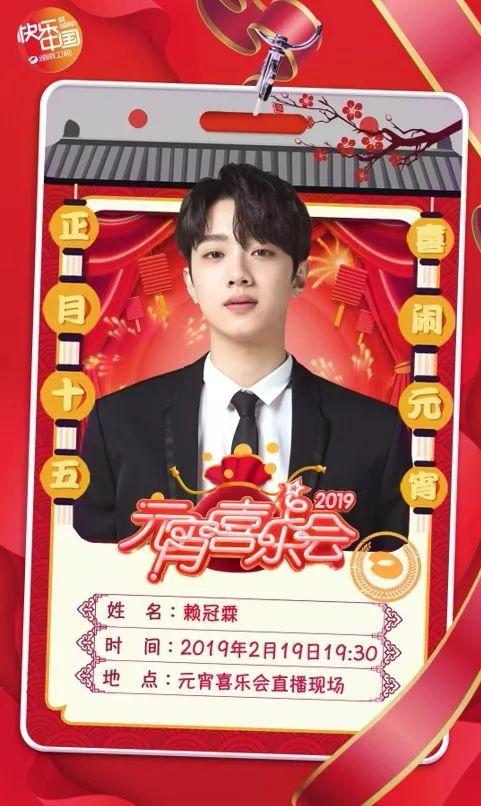 快乐
中国
BE HAPPY
湖南卫视
正月十五
喜闹元宵
2019
元宵喜乐会
姓 名：赖冠霖
时 间：2019年2月19日19:30
地 点：元宵喜乐会直播现场